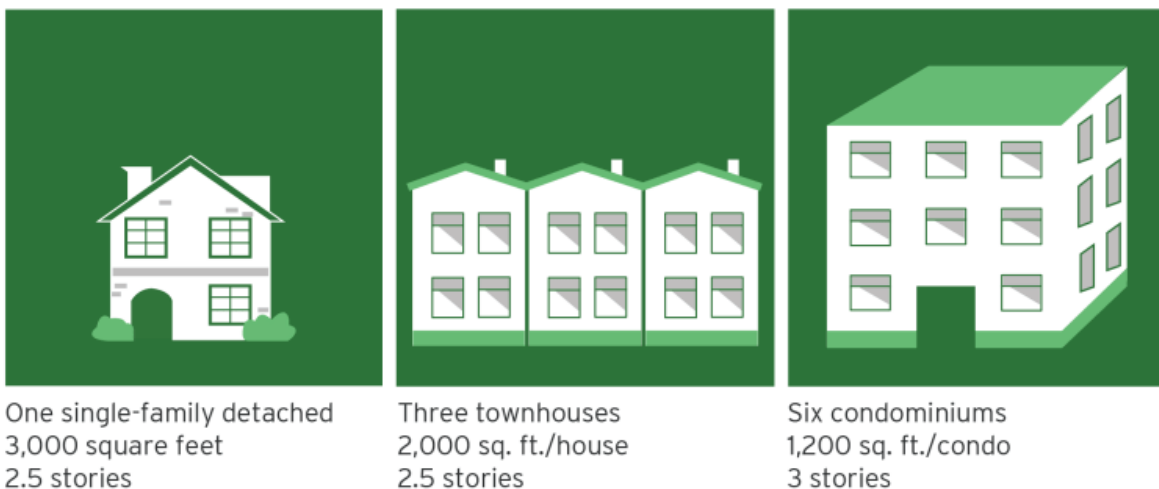 One single-family detached
3,000 square feet
2.5 stories
Three townhouses
2,000 sq. ft./house
2.5 stories
Six condominiums
1,200 sq. ft./condo
3 stories